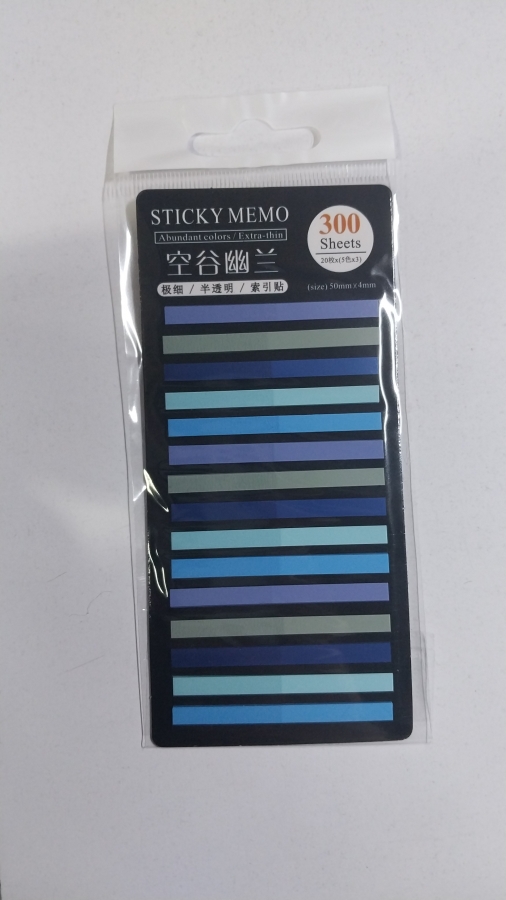 STICKY MEMO
Abundant colors / Extra-thin
空谷幽兰
极细 / 半透明 / 索引贴
300
Sheets
20枚x(5色x3)
(size) 50mm×4mm